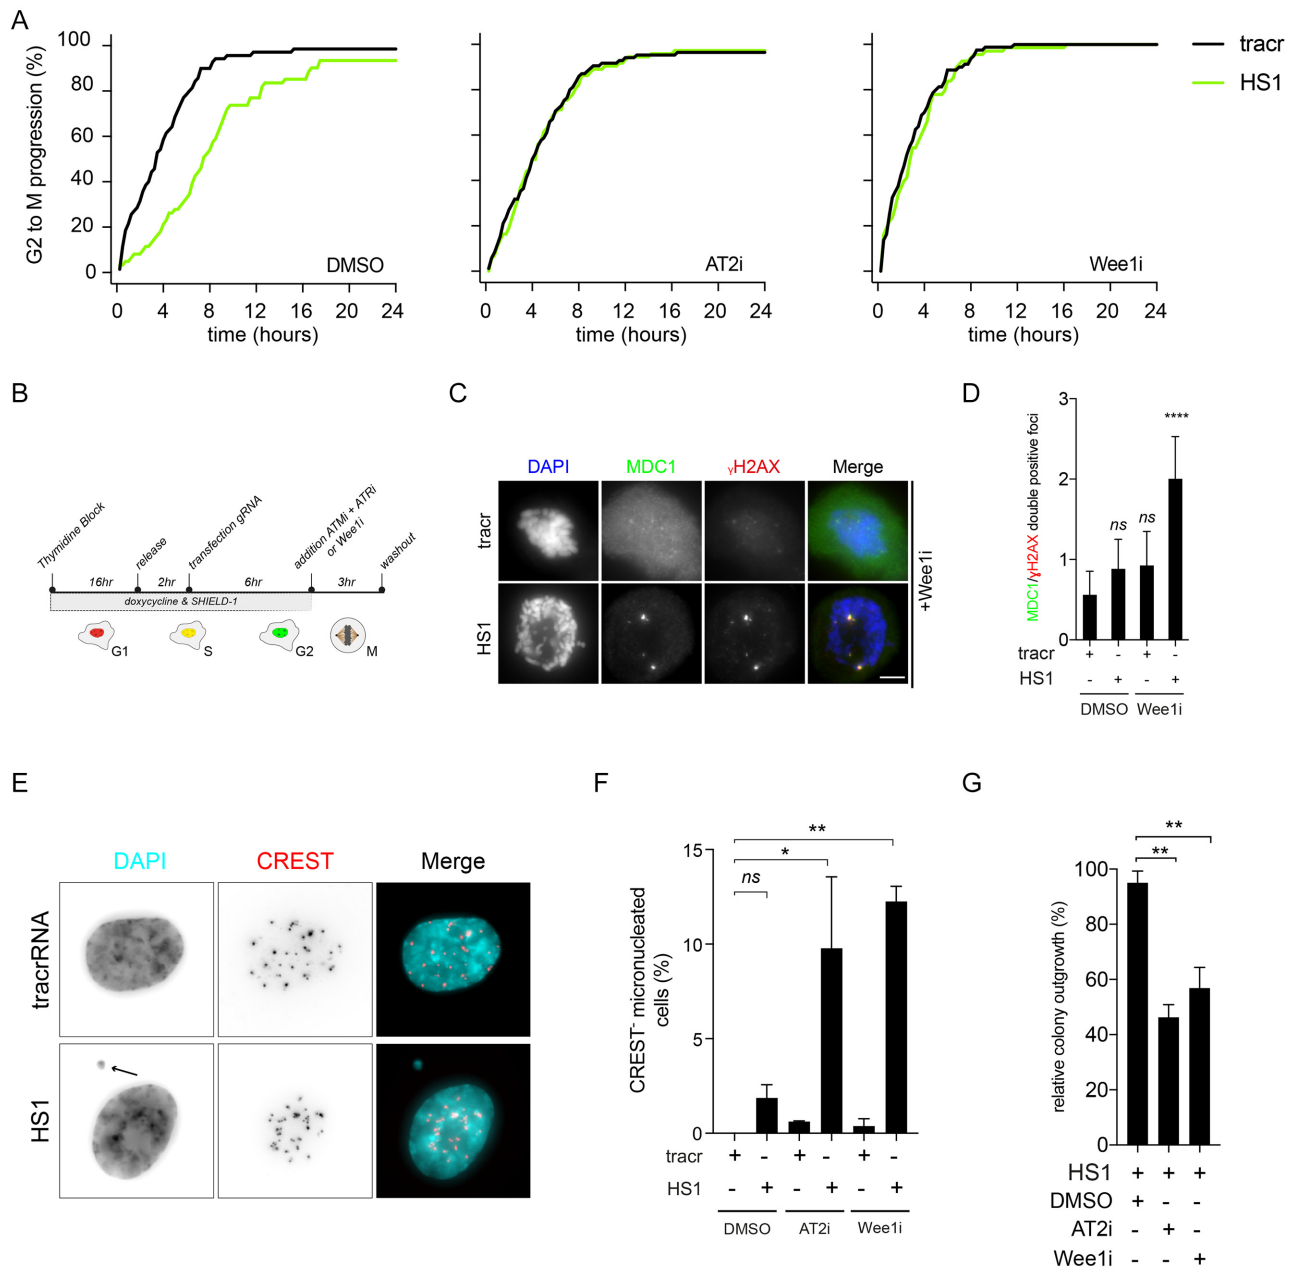 A
G2 to M progression (%)
100
80
60
40
20
0
0 4 8 12 16 20 24
time (hours)
DMSO
0 4 8 12 16 20 24
time (hours)
AT2i
0 4 8 12 16 20 24
time (hours)
Wee1i
tracr
HS1
B
Thymidine Block
release
transfection gRNA
addition ATMi + ATRi
or Wee1i
washout
16hr 2hr 6hr 3hr
doxycycline & SHIELD-1
G1 S G2 M
C
DAPI MDC1 γH2AX Merge
tracr
HS1
+Wee1i
D
MDC1/γH2AX double positive foci
3
2
1
0
ns ns ****
tracr + - + -
HS1 - + - +
DMSO Wee1i
E
DAPI CREST Merge
tracrRNA
HS1
F
CREST- micronucleated
cells (%)
15
10
5
0
**
*
ns
tracr + - + - + -
HS1 - + - + - +
DMSO AT2i Wee1i
G
relative colony outgrowth (%)
100
80
60
40
20
0
**
**
HS1 + + +
DMSO + - -
AT2i - + -
Wee1i - - +